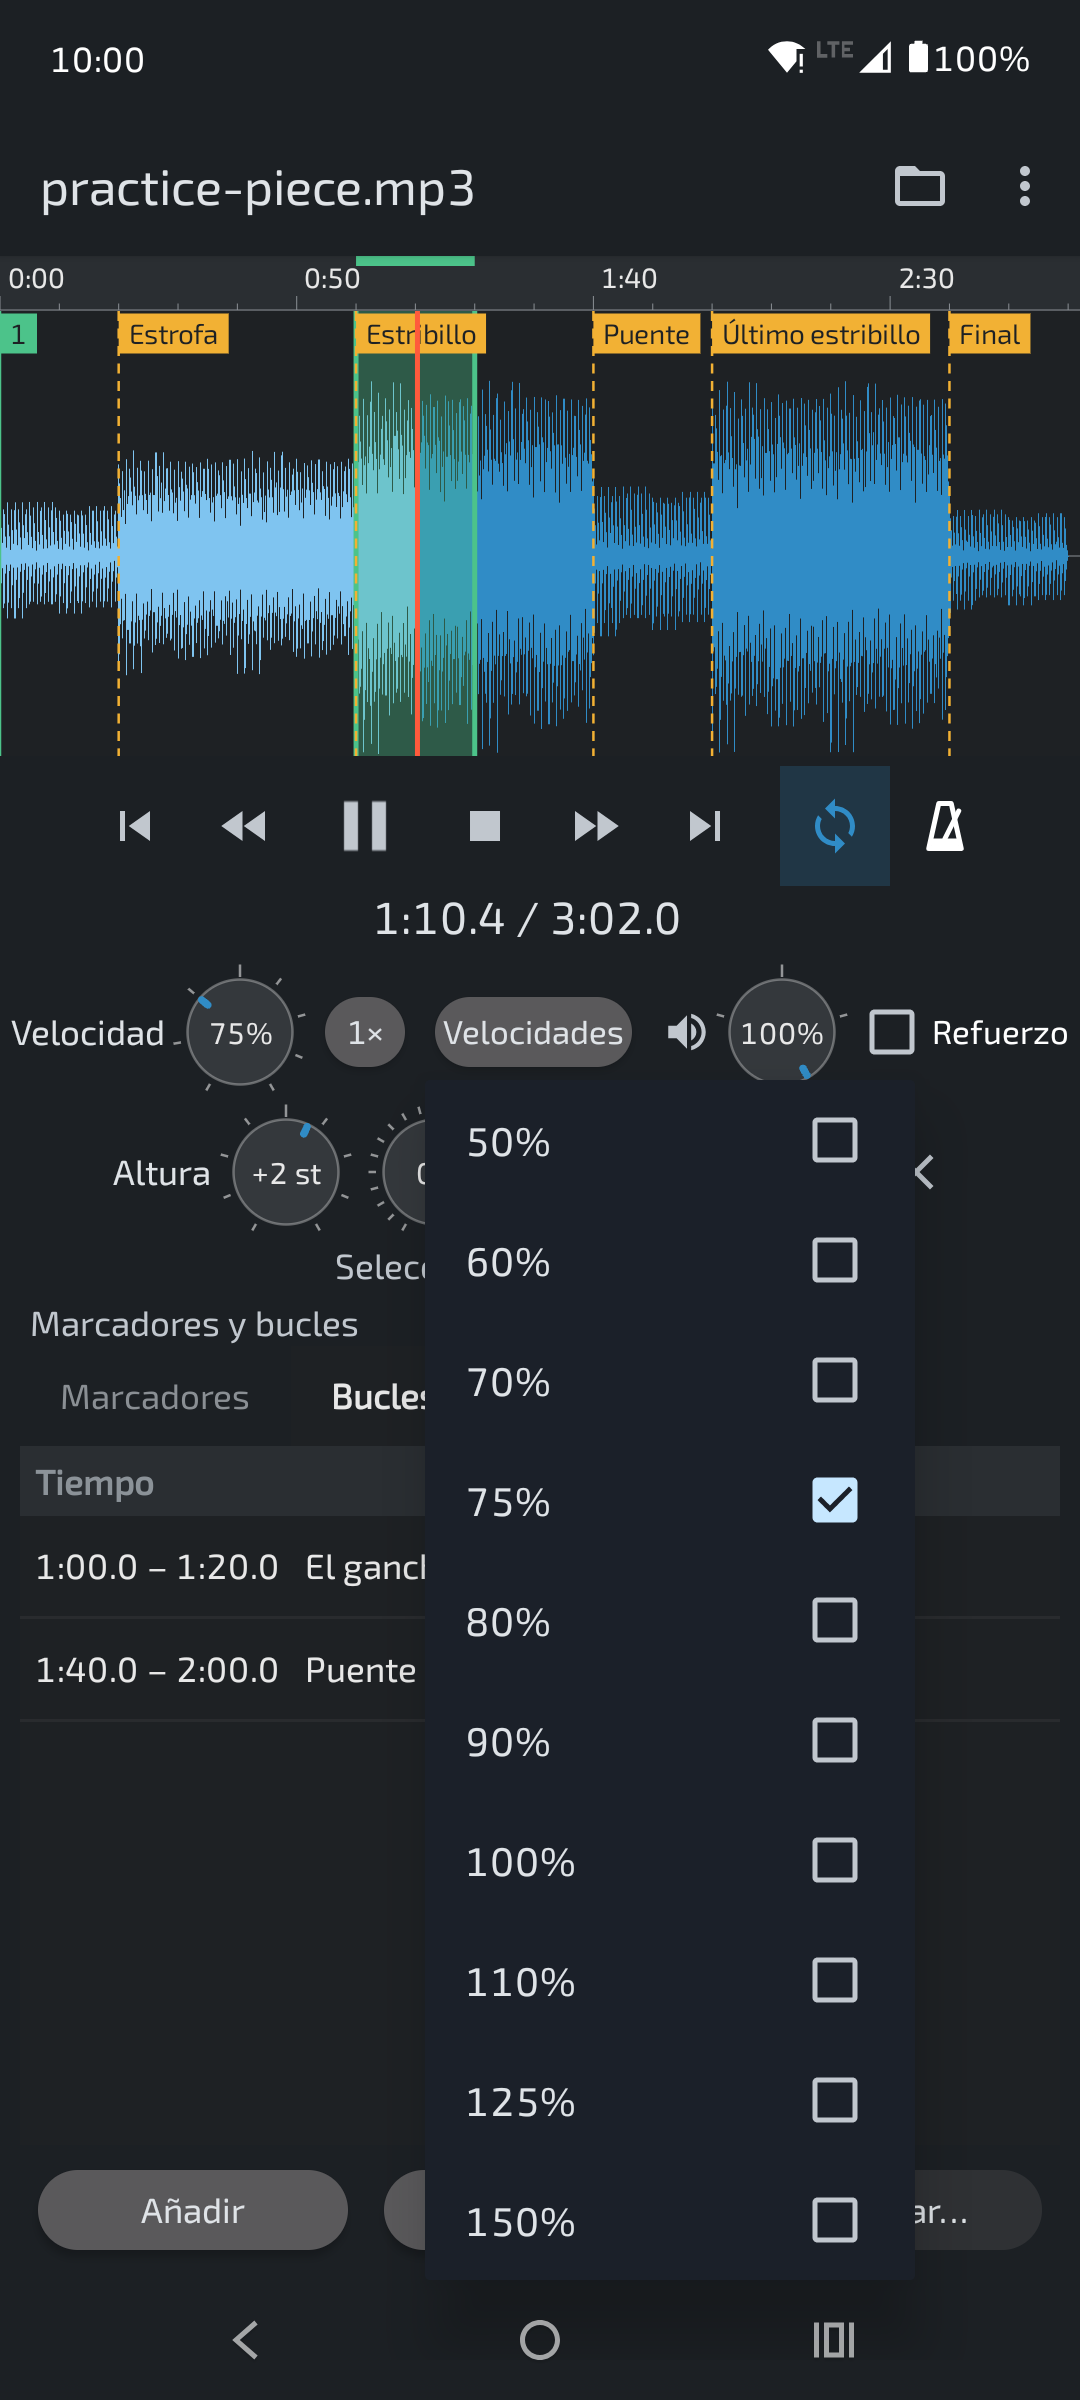 10:00 LTE 100%
practice-piece.mp3
0:00 0:50 1:40 2:30
1 Estrofa Estribillo Puente Último estribillo Final
1:10.4 / 3:02.0
Velocidad 75% 1× Velocidades 100% Refuerzo
Altura +2 st
Marcadores y bucles
Marcadores Bucles
Tiempo
1:00.0 – 1:20.0 El
1:40.0 – 2:00.0 Puente
50%
60%
70%
75%
80%
90%
100%
110%
125%
150%
Añadir